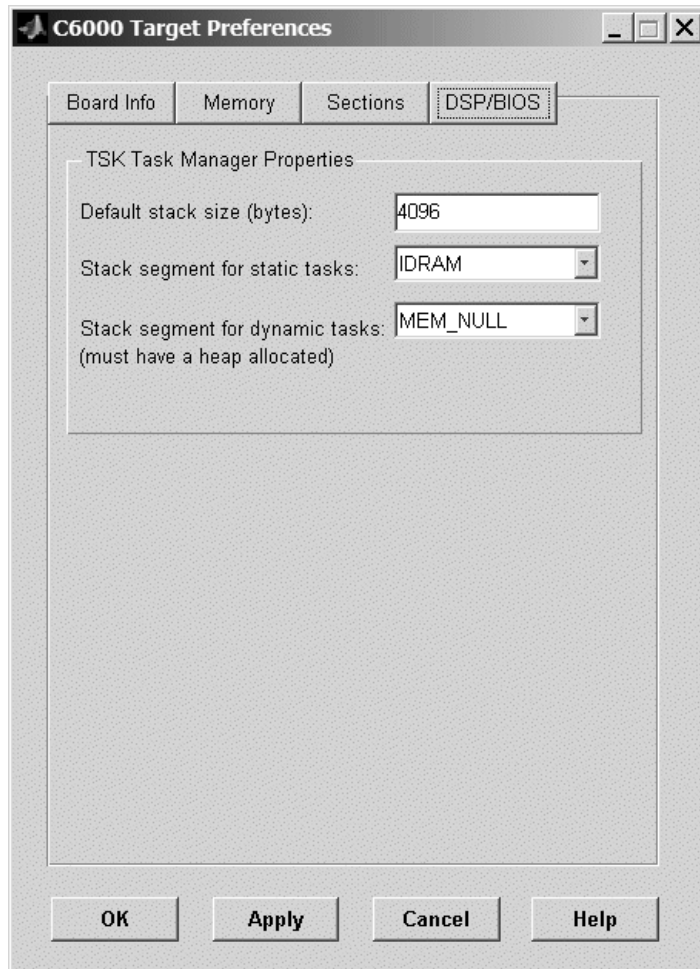 C6000 Target Preferences
Board Info Memory Sections DSP/BIOS
TSK Task Manager Properties
Default stack size (bytes): 4096
Stack segment for static tasks: IDRAM
Stack segment for dynamic tasks: MEM_NULL
(must have a heap allocated)
OK Apply Cancel Help